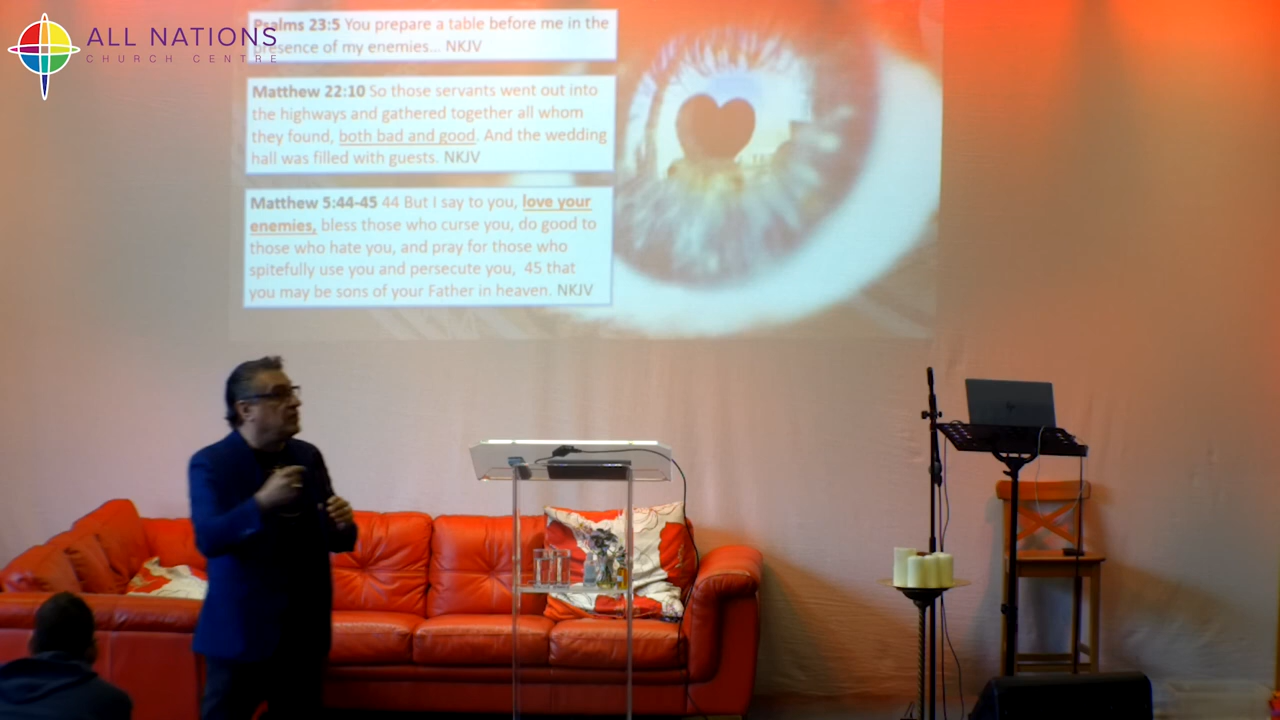 ALL NATIONS
CHURCH CENTRE
Psalms 23:5 You prepare a table before me in the
presence of my enemies... NKJV
Matthew 22:10 So those servants went out into
the highways and gathered together all whom
they found, both bad and good. And the wedding
hall was filled with guests. NKJV
Matthew 5:44-45 44 But I say to you, love your
enemies, bless those who curse you, do good to
those who hate you, and pray for those who
spitefully use you and persecute you, 45 that
you may be sons of your Father in heaven. NKJV